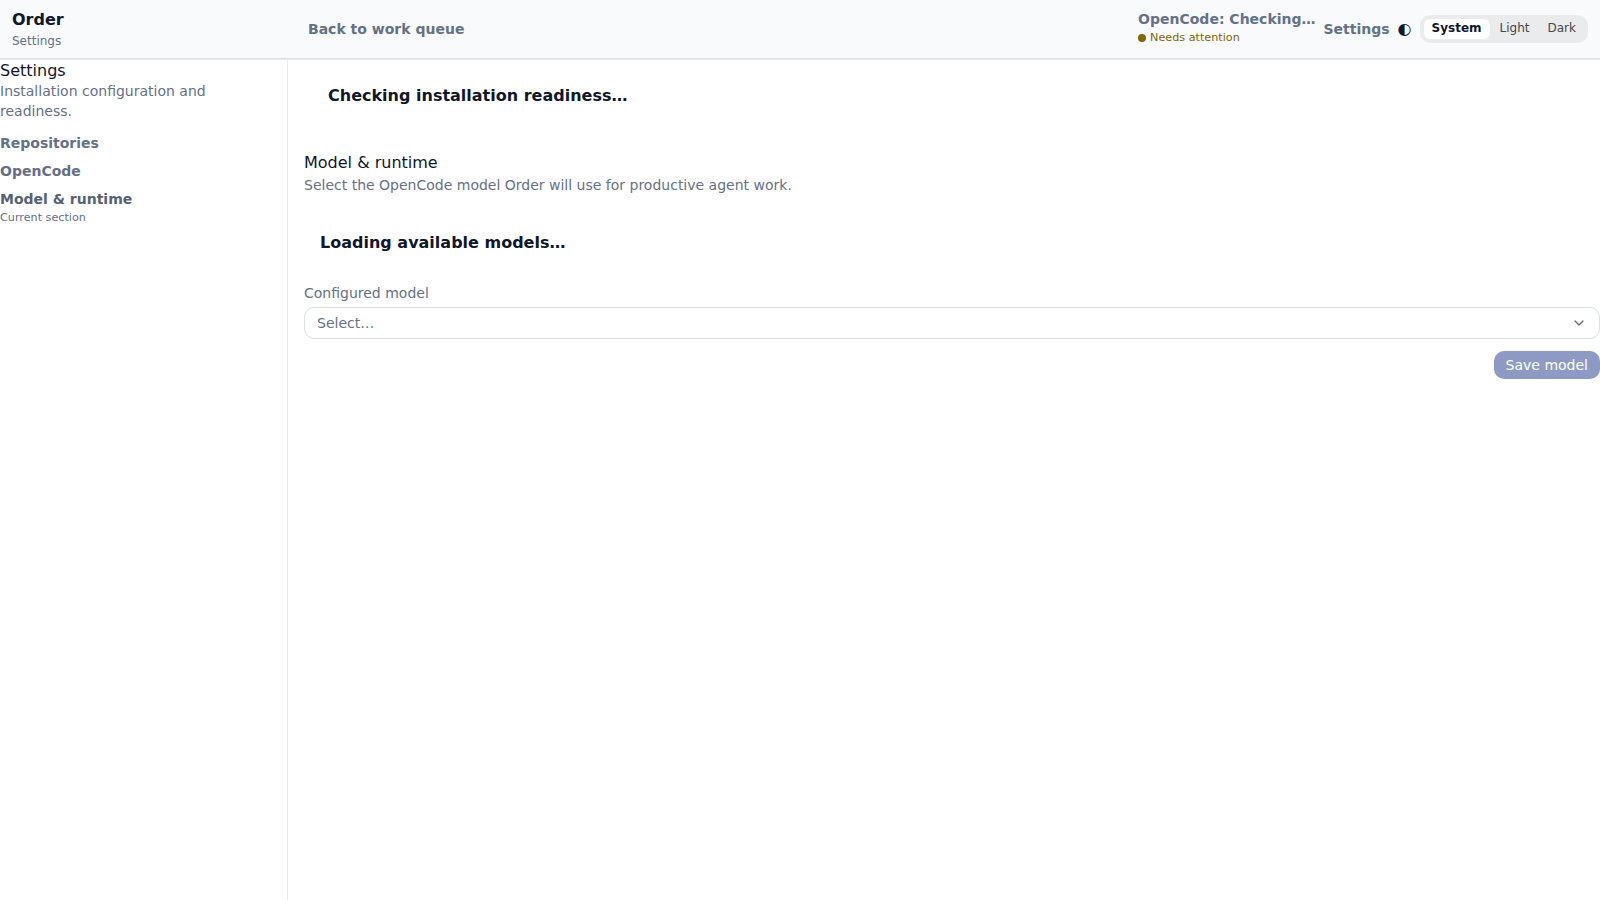 Order
Settings
Back to work queue
OpenCode: Checking…
Needs attention
Settings
System
Light
Dark
Settings
Installation configuration and
readiness.
Repositories
OpenCode
Model & runtime
Current section
Checking installation readiness…
Model & runtime
Select the OpenCode model Order will use for productive agent work.
Loading available models…
Configured model
Select…
Save model